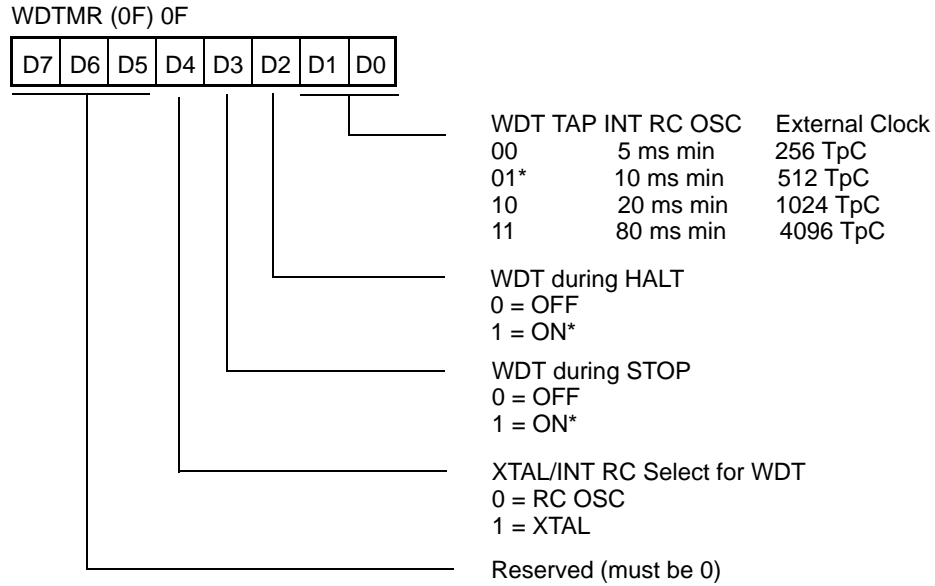 WDTMR (0F) 0F
D7 D6 D5 D4 D3 D2 D1 D0
WDT TAP INT RC OSC External Clock
00 5 ms min 256 TpC
01* 10 ms min 512 TpC
10 20 ms min 1024 TpC
11 80 ms min 4096 TpC
WDT during HALT
0 = OFF
1 = ON*
WDT during STOP
0 = OFF
1 = ON*
XTAL/INT RC Select for WDT
0 = RC OSC
1 = XTAL
Reserved (must be 0)